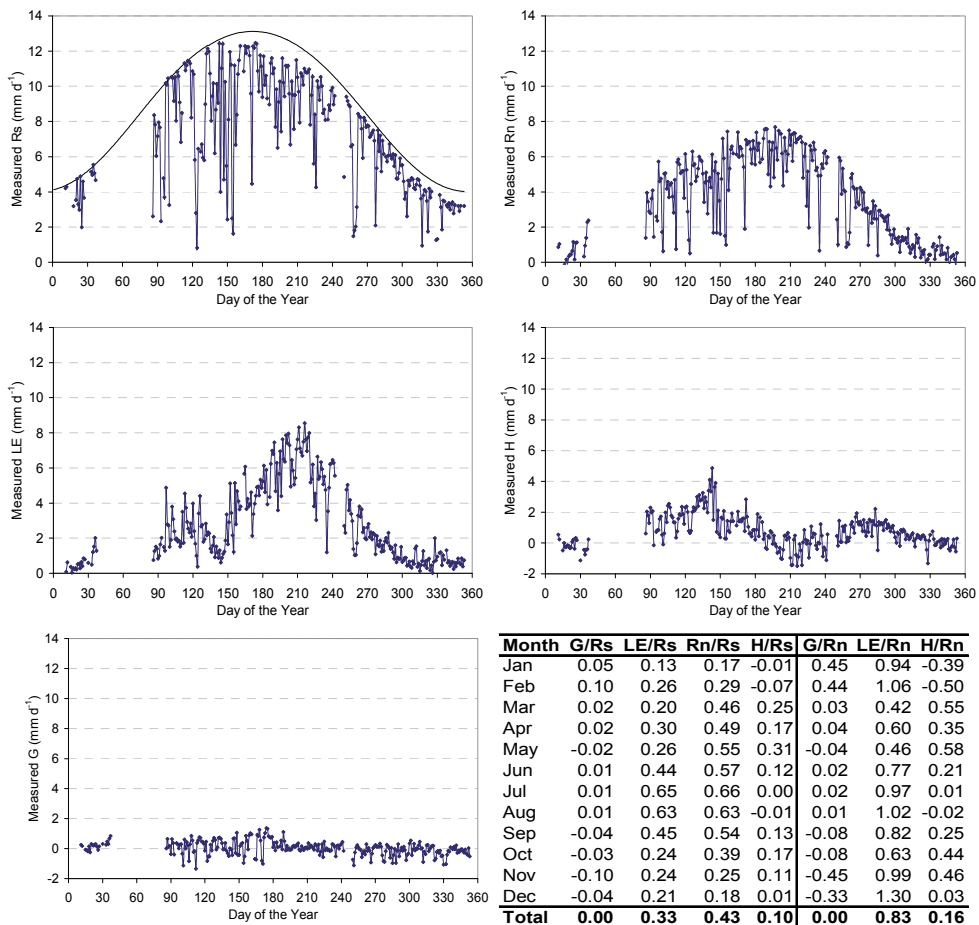 14
12
10
8
6
4
2
0
Measured Rs (mm d-1)
0 30 60 90 120 150 180 210 240 270 300 330 360
Day of the Year
14
12
10
8
6
4
2
0
Measured Rn (mm d-1)
0 30 60 90 120 150 180 210 240 270 300 330 360
Day of the Year
14
12
10
8
6
4
2
0
Measured LE (mm d-1)
0 30 60 90 120 150 180 210 240 270 300 330 360
Day of the Year
14
12
10
8
6
4
2
0
-2
Measured H (mm d-1)
0 30 60 90 120 150 180 210 240 270 300 330 360
Day of the Year
14
12
10
8
6
4
2
0
-2
Measured G (mm d-1)
0 30 60 90 120 150 180 210 240 270 300 330 360
Day of the Year
Month G/Rs LE/Rs Rn/Rs H/Rs G/Rn LE/Rn H/Rn
Jan 0.05 0.13 0.17 -0.01 0.45 0.94 -0.39
Feb 0.10 0.26 0.29 -0.07 0.44 1.06 -0.50
Mar 0.02 0.20 0.46 0.25 0.03 0.42 0.55
Apr 0.02 0.30 0.49 0.17 0.04 0.60 0.35
May -0.02 0.26 0.55 0.31 -0.04 0.46 0.58
Jun 0.01 0.44 0.57 0.12 0.02 0.77 0.21
Jul 0.01 0.65 0.66 0.00 0.02 0.97 0.01
Aug 0.01 0.63 0.63 -0.01 0.01 1.02 -0.02
Sep -0.04 0.45 0.54 0.13 -0.08 0.82 0.25
Oct -0.03 0.24 0.39 0.17 -0.08 0.63 0.44
Nov -0.10 0.24 0.25 0.11 -0.45 0.99 0.46
Dec -0.04 0.21 0.18 0.01 -0.33 1.30 0.03
Total 0.00 0.33 0.43 0.10 0.00 0.83 0.16